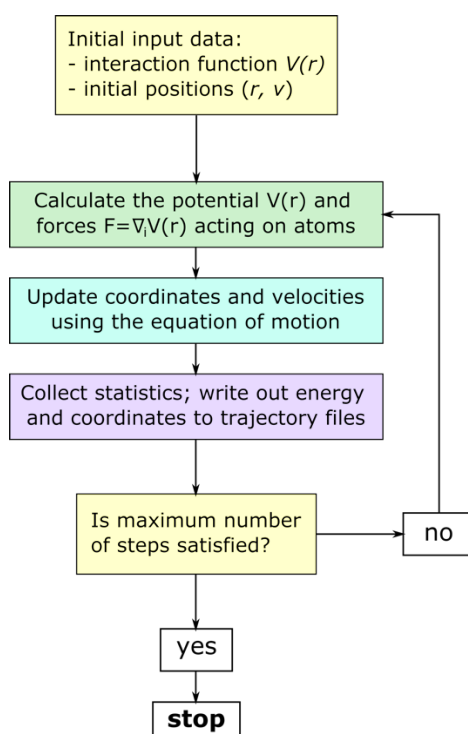 Initial input data:
- interaction function V(r)
- initial positions (r, v)
Calculate the potential V(r) and
forces F=∇ᵢV(r) acting on atoms
Update coordinates and velocities
using the equation of motion
Collect statistics; write out energy
and coordinates to trajectory files
Is maximum number
of steps satisfied?
no
yes
stop